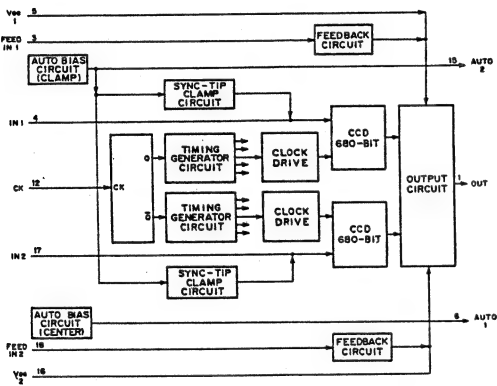 VGG 1 5
FEED IN 1 3
FEEDBACK CIRCUIT
AUTO BIAS CIRCUIT (CLAMP)
15 AUTO 2
SYNC-TIP CLAMP CIRCUIT
IN 1 4
CCD 680-BIT
TIMING GENERATOR CIRCUIT
CLOCK DRIVE
CK 12
CK
O
OUTPUT CIRCUIT
1 OUT
TIMING GENERATOR CIRCUIT
CLOCK DRIVE
CCD 680-BIT
O̅
IN 2 17
SYNC-TIP CLAMP CIRCUIT
AUTO BIAS CIRCUIT (CENTER)
6 AUTO 1
FEED IN 2 18
FEEDBACK CIRCUIT
VGG 2 16